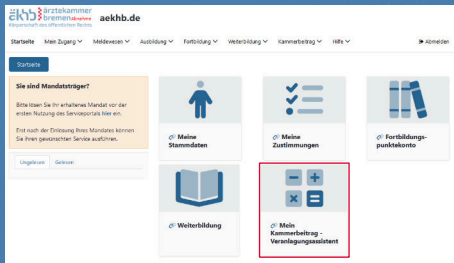 äkhb ärztekammer
bremen aekhb.de
Körperschaft des öffentlichen Rechts
Startseite Mein Zugang Meldewesen Ausbildung Fortbildung Weiterbildung Kammerbeitrag Hilfe Abmelden
Startseite
Sie sind Mandatsträger?
Bitte lösen Sie Ihr erhaltenes Mandat vor der
ersten Nutzung des Serviceportals hier ein.
Erst nach der Einlösung Ihres Mandates können
Sie Ihren gewünschten Service ausführen.
Ungelesen Gelesen
Meine
Stammdaten
Meine
Zustimmungen
Fortbildungs-
punktekonto
Weiterbildung
Mein
Kammerbeitrag -
Veranlagungsassistent